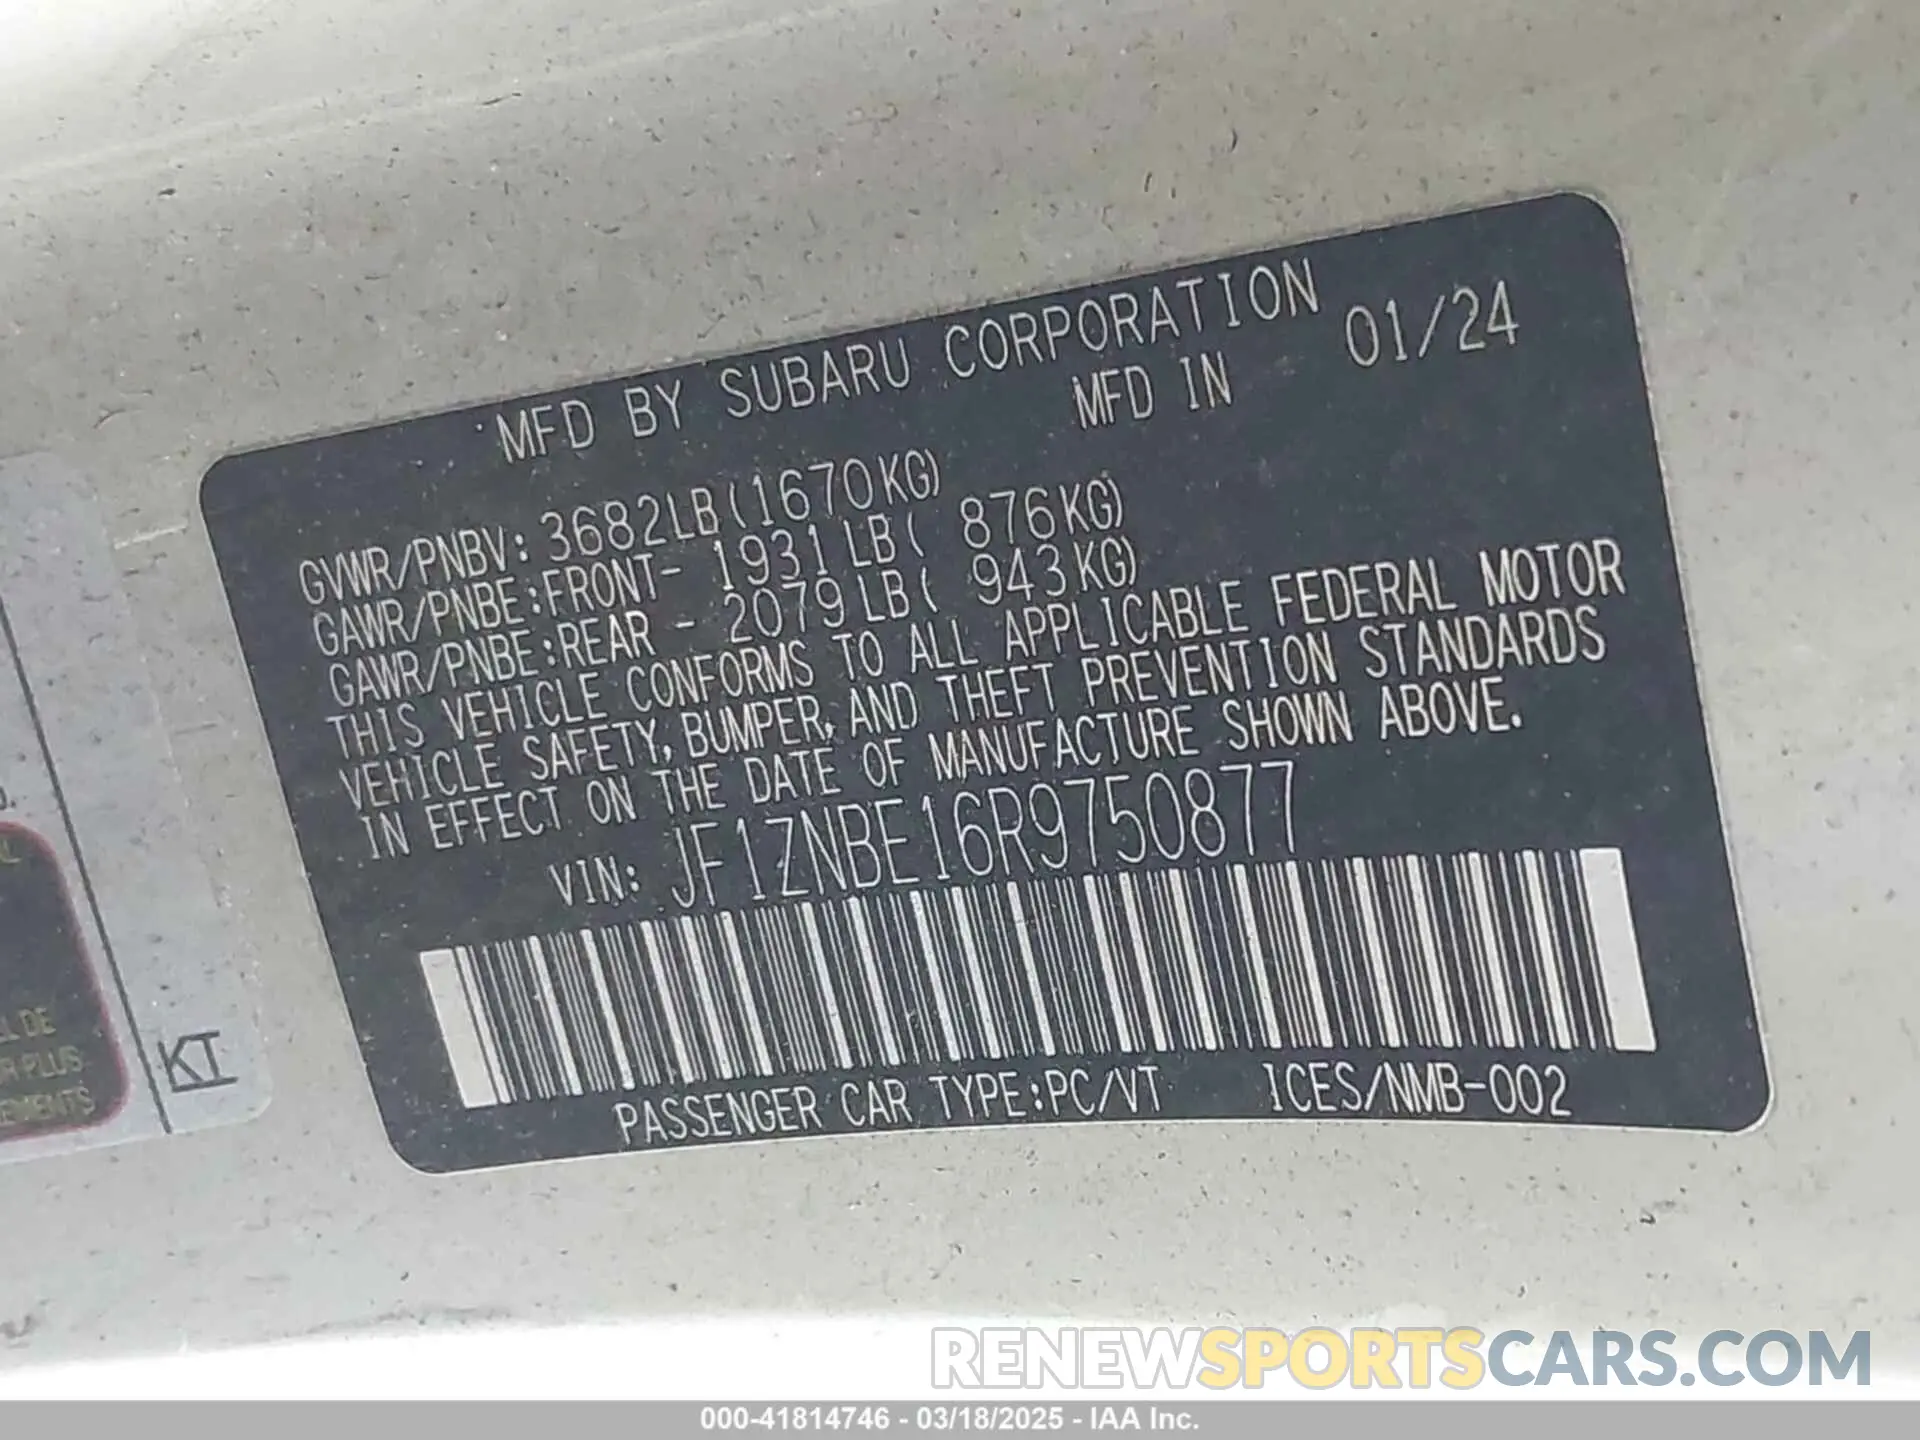 MFD BY SUBARU CORPORATION 01/24
MFD IN
GVWR/PNBV: 3682LB(1670KG)
GAWR/PNBE:FRONT- 1931LB( 876KG)
GAWR/PNBE:REAR - 2079LB( 943KG)
THIS VEHICLE CONFORMS TO ALL APPLICABLE FEDERAL MOTOR
VEHICLE SAFETY, BUMPER, AND THEFT PREVENTION STANDARDS
IN EFFECT ON THE DATE OF MANUFACTURE SHOWN ABOVE.
VIN: JF1ZNBE16R9750877
PASSENGER CAR TYPE:PC/VT ICES/NMB-002
DE
PLUS
KT
RENEWSPORTSCARS.COM
000-41814746 - 03/18/2025 - IAA Inc.